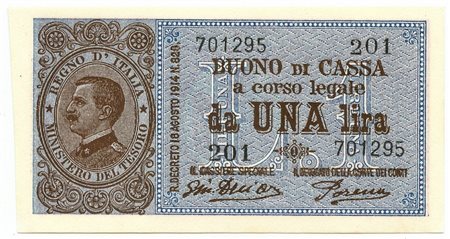 REGNO D' ITALIA
MINISTERO DEL TESORO
R. DECRETO 18 AGOSTO 1914 N. 820.
701295 201
BUONO DI CASSA
a corso legale
da UNA lira
201 701295
IL CASSIERE SPECIALE IL DELEGATO DELLA CORTE DEI CONTI